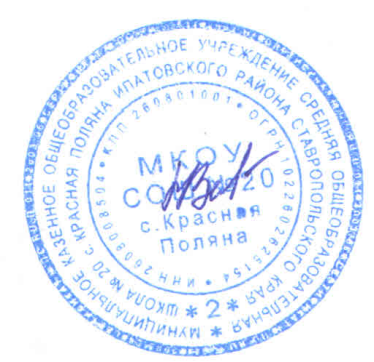 МУНИЦИПАЛЬНОЕ КАЗЕННОЕ ОБЩЕОБРАЗОВАТЕЛЬНОЕ УЧРЕЖДЕНИЕ СРЕДНЯЯ ОБЩЕОБРАЗОВАТЕЛЬНАЯ
ШКОЛА № 20 С. КРАСНАЯ ПОЛЯНА ИПАТОВСКОГО РАЙОНА СТАВРОПОЛЬСКОГО КРАЯ
* ИНН 2608008504 * КПП 260801001 * ОГРН 1022602625154
МКОУ
СОШ № 20
с. Красная
Поляна
* 2 *